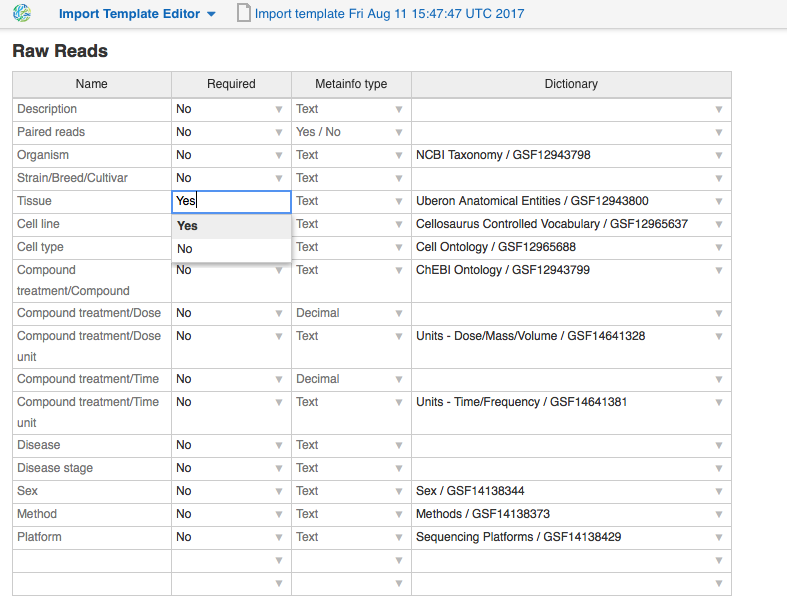 Import Template Editor Import template Fri Aug 11 15:47:47 UTC 2017
Raw Reads
Name Required Metainfo type Dictionary
Description No Text
Paired reads No Yes / No
Organism No Text NCBI Taxonomy / GSF12943798
Strain/Breed/Cultivar No Text
Tissue Yes Text Uberon Anatomical Entities / GSF12943800
Cell line Yes Text Cellosaurus Controlled Vocabulary / GSF12965637
Cell type No Text Cell Ontology / GSF12965688
Compound No Text ChEBI Ontology / GSF12943799
treatment/Compound
Compound treatment/Dose No Decimal
Compound treatment/Dose No Text Units - Dose/Mass/Volume / GSF14641328
unit
Compound treatment/Time No Decimal
Compound treatment/Time No Text Units - Time/Frequency / GSF14641381
unit
Disease No Text
Disease stage No Text
Sex No Text Sex / GSF14138344
Method No Text Methods / GSF14138373
Platform No Text Sequencing Platforms / GSF14138429